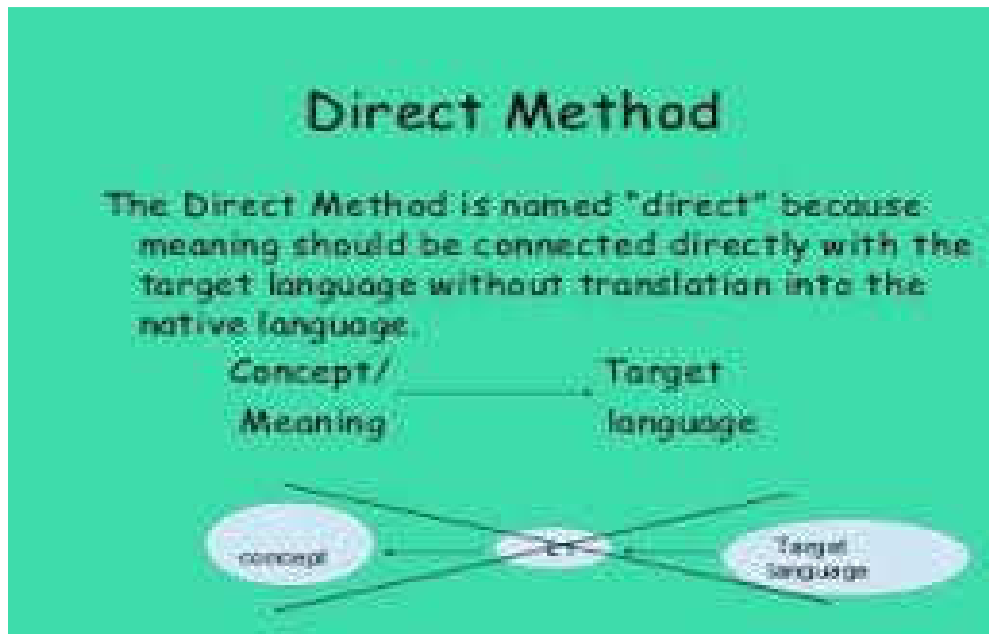 Direct Method
The Direct Method is named "direct" because
meaning should be connected directly with the
target language without translation into the
native language.
Concept/ Target
Meaning language
concept
Target
language